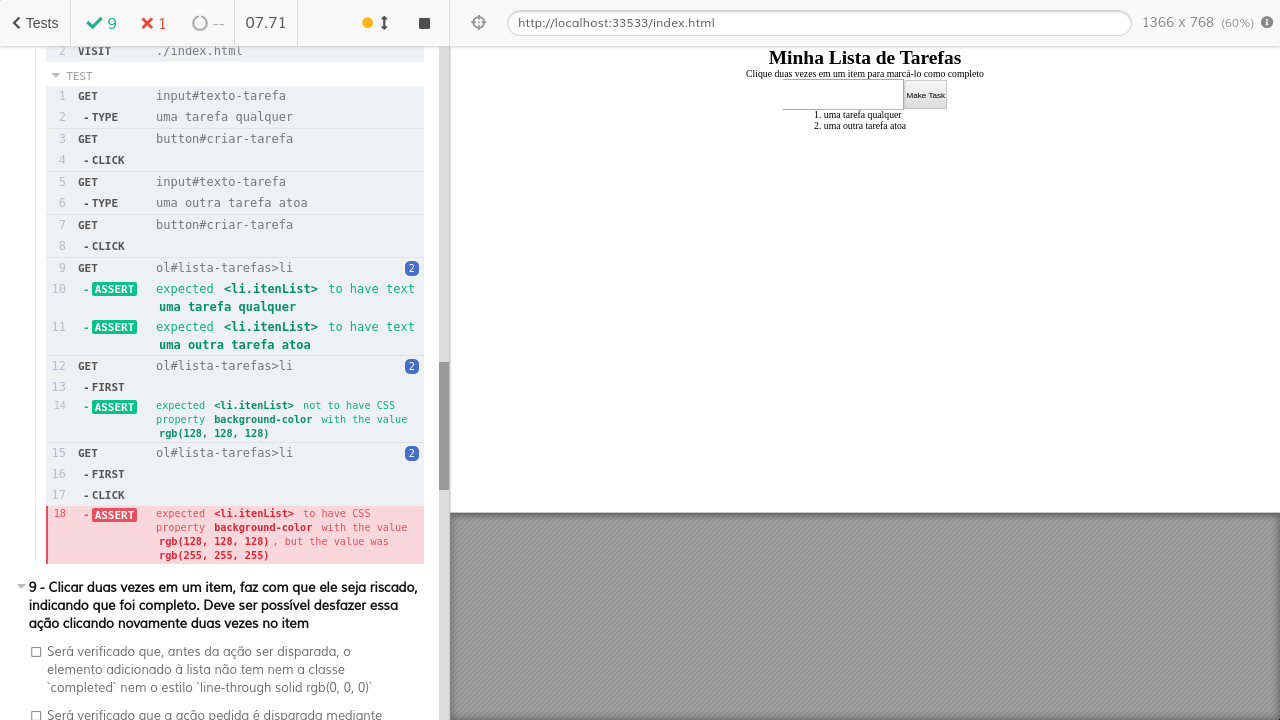 Tests
9
1
--
07.71
http://localhost:33533/index.html
1366 x 768 (60%)
2 VISIT ./index.html
TEST
1 GET input#texto-tarefa
2 - TYPE uma tarefa qualquer
3 GET button#criar-tarefa
4 - CLICK
5 GET input#texto-tarefa
6 - TYPE uma outra tarefa atoa
7 GET button#criar-tarefa
8 - CLICK
9 GET ol#lista-tarefas>li 2
10 - ASSERT expected <li.itenList> to have text
uma tarefa qualquer
11 - ASSERT expected <li.itenList> to have text
uma outra tarefa atoa
12 GET ol#lista-tarefas>li 2
13 - FIRST
14 - ASSERT expected <li.itenList> not to have CSS
property background-color with the value
rgb(128, 128, 128)
15 GET ol#lista-tarefas>li 2
16 - FIRST
17 - CLICK
18 - ASSERT expected <li.itenList> to have CSS
property background-color with the value
rgb(128, 128, 128) , but the value was
rgb(255, 255, 255)
9 - Clicar duas vezes em um item, faz com que ele seja riscado,
indicando que foi completo. Deve ser possível desfazer essa
ação clicando novamente duas vezes no item
Será verificado que, antes da ação ser disparada, o
elemento adicionado à lista não tem nem a classe
`completed` nem o estilo `line-through solid rgb(0, 0, 0)`
Será verificado que a ação pedida é disparada mediante
Minha Lista de Tarefas
Clique duas vezes em um item para marcá-lo como completo
Make Task
1. uma tarefa qualquer
2. uma outra tarefa atoa